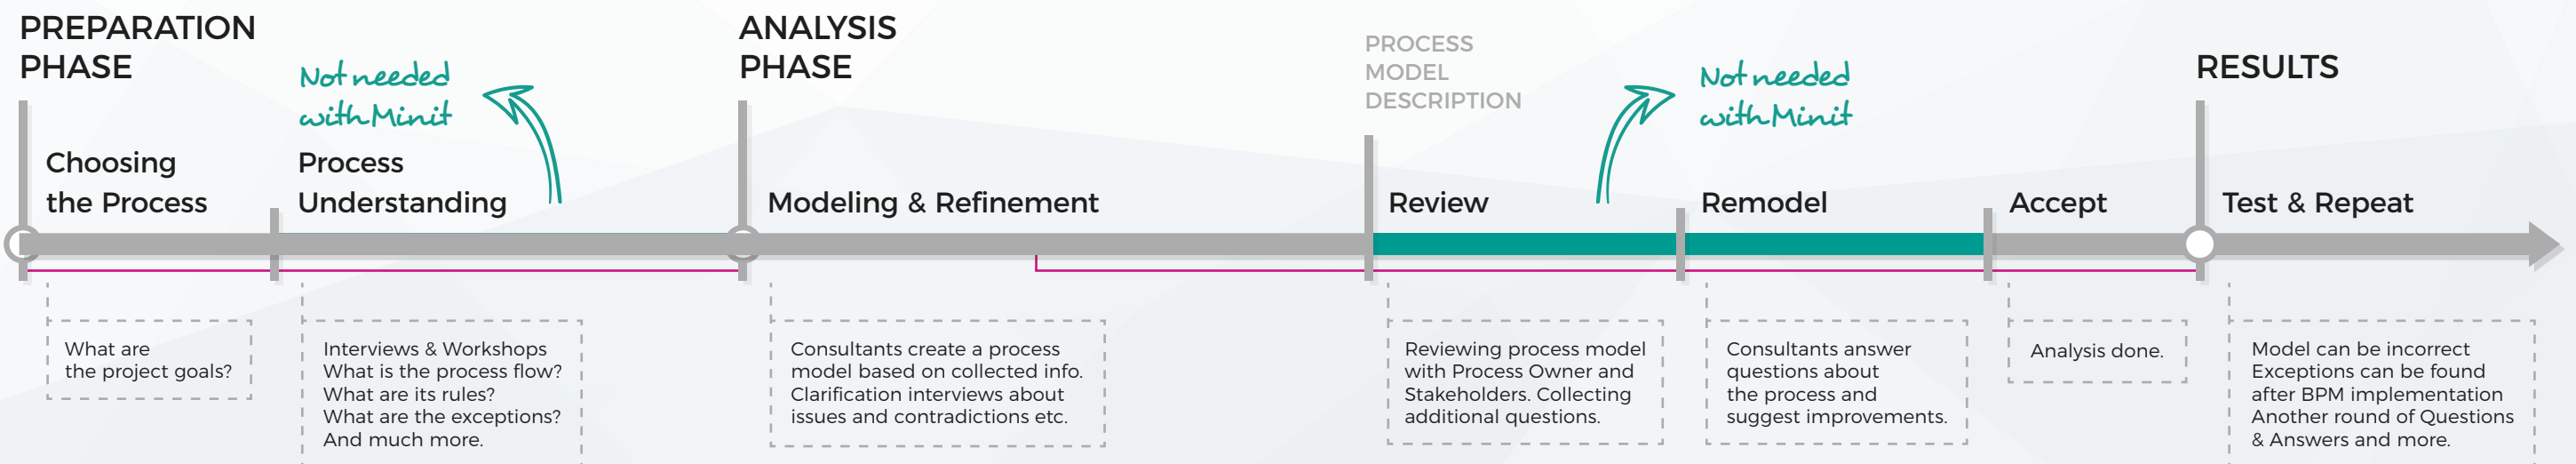 PREPARATION
PHASE
Not needed
with Minit
Choosing
the Process
Process
Understanding
ANALYSIS
PHASE
Modeling & Refinement
PROCESS
MODEL
DESCRIPTION
Not needed
with Minit
Review
Remodel
Accept
RESULTS
Test & Repeat
What are
the project goals?
Interviews & Workshops
What is the process flow?
What are its rules?
What are the exceptions?
And much more.
Consultants create a process
model based on collected info.
Clarification interviews about
issues and contradictions etc.
Reviewing process model
with Process Owner and
Stakeholders. Collecting
additional questions.
Consultants answer
questions about
the process and
suggest improvements.
Analysis done.
Model can be incorrect
Exceptions can be found
after BPM implementation
Another round of Questions
& Answers and more.